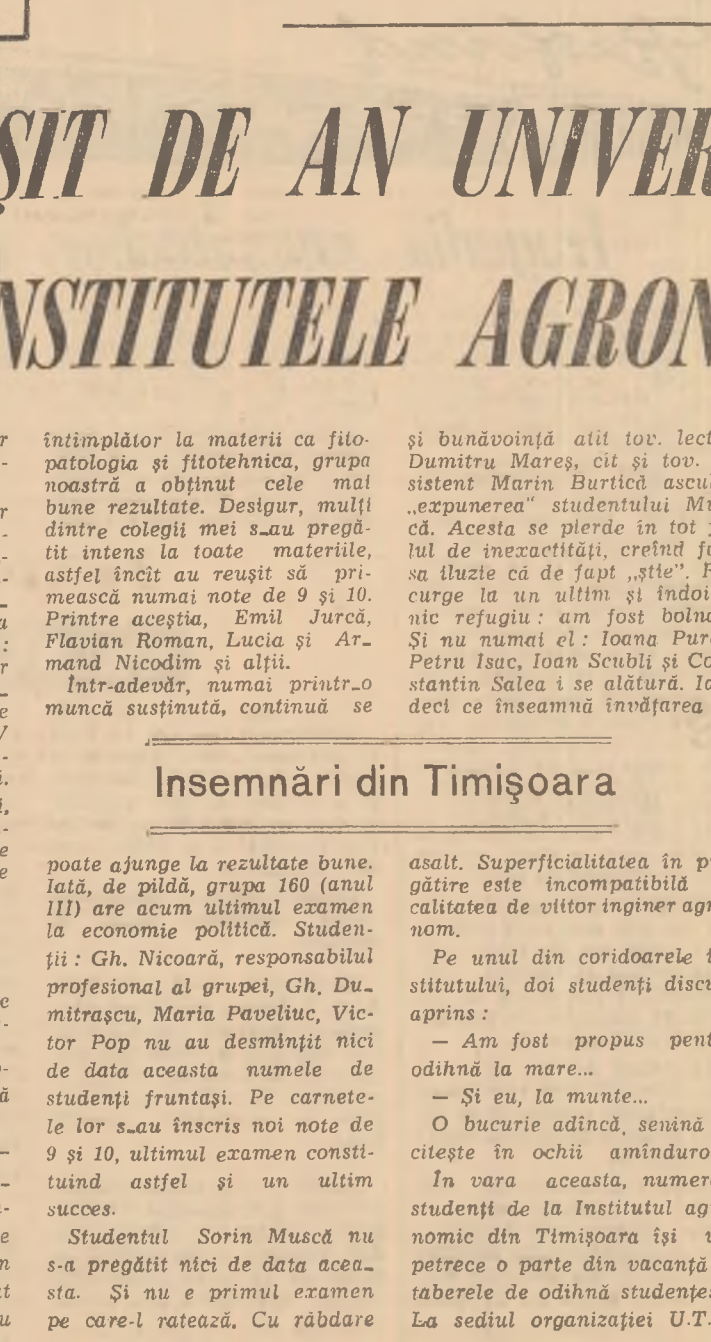 ȘIT DE AN UNIVER
NSTITUTELE AGRON
întîmplător la materii ca fito-
patologia și fitotehnica, grupa
noastră a obținut cele mai
bune rezultate. Desigur, mulți
dintre colegii mei s-au pregă-
tit intens la toate materiile,
astfel încît au reușit să pri-
mească numai note de 9 și 10.
Printre aceștia, Emil Jurcă,
Flavian Roman, Lucia și Ar-
mand Nicodim și alții.
Într-adevăr, numai printr-o
muncă susținută, continuă se
Insemnări din Timișoara
poate ajunge la rezultate bune.
Iată, de pildă, grupa 160 (anul
III) are acum ultimul examen
la economie politică. Studen-
ții : Gh. Nicoară, responsabilul
profesional al grupei, Gh. Du-
mitrașcu, Maria Paveliuc, Vic-
tor Pop nu au desmințit nici
de data aceasta numele de
studenți fruntași. Pe carnete-
le lor s-au înscris noi note de
9 și 10, ultimul examen consti-
tuind astfel și un ultim
succes.
Studentul Sorin Muscă nu
s-a pregătit nici de data acea-
sta. Și nu e primul examen
pe care-l ratează. Cu răbdare
și bunăvoință atît tov. lect
Dumitru Mareș, cît și tov.
sistent Marin Burtică ascul
„expunerea" studentului Mu
că. Acesta se pierde în tot
lul de inexactități, creînd fa
sa iluzie că de fapt „știe". R
curge la un ultim și îndoi
nic refugiu : am fost bolna
Și nu numai el : Ioana Pur
Petru Isac, Ioan Scubli și Co
stantin Salea i se alătură. Ia
deci ce înseamnă învățarea
asalt. Superficialitatea în pr
gătire este incompatibilă
calitatea de viitor inginer agr
nom.
Pe unul din coridoarele i
stitutului, doi studenți discu
aprins :
— Am fost propus pent
odihnă la mare...
— Și eu, la munte...
O bucurie adîncă, senină
citește în ochii amînduro
În vara aceasta, numer
studenți de la Institutul agr
nomic din Timișoara își
petrece o parte din vacanță
taberele de odihnă studențe
La sediul organizației U.T.